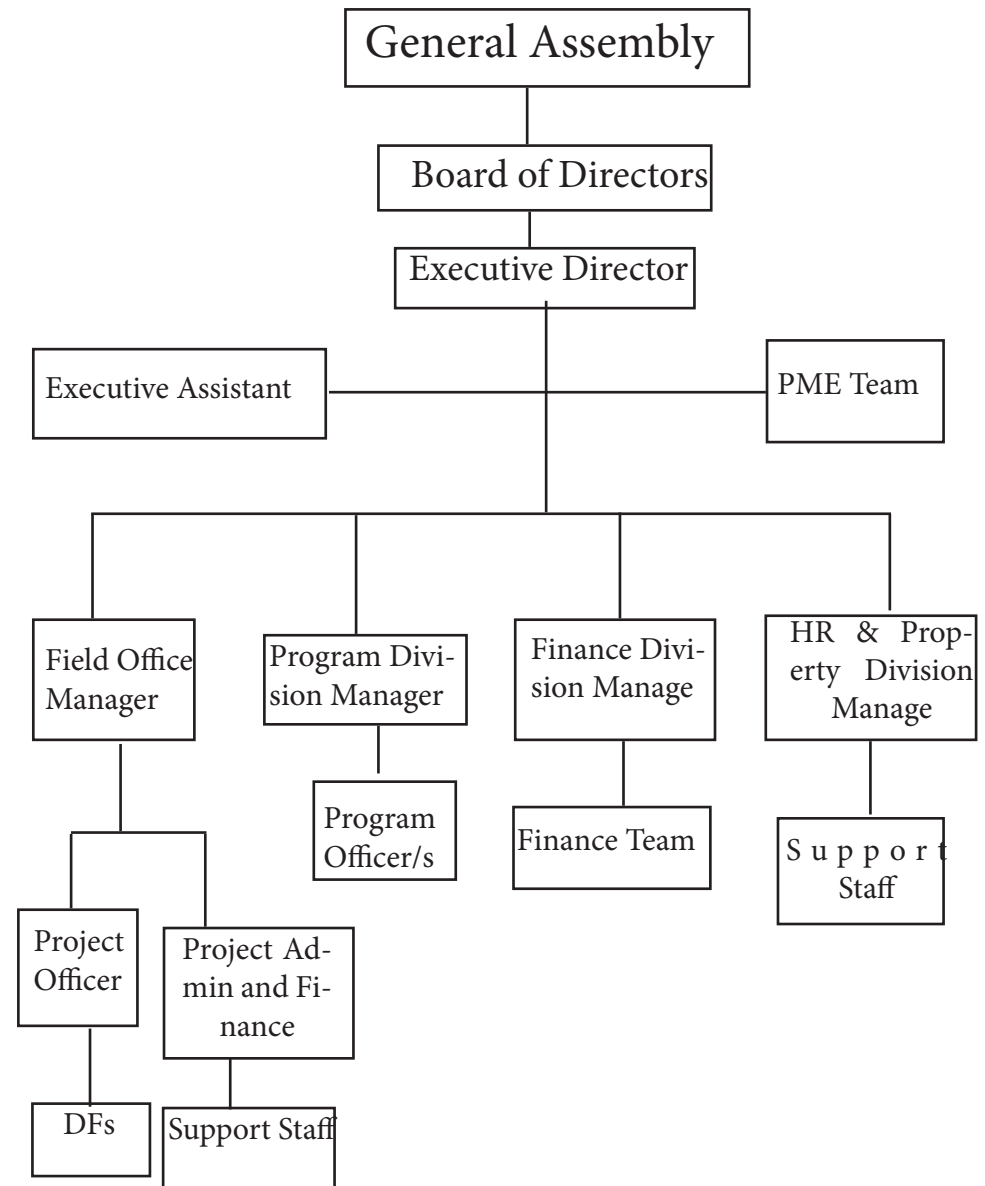 General Assembly
Board of Directors
Executive Director
Executive Assistant
PME Team
Field Office
Manager
Program Divi-
sion Manager
Finance Divi-
sion Manage
HR & Prop-
erty Division
Manage
Program
Officer/s
Finance Team
Support
Staff
Project
Officer
Project Ad-
min and Fi-
nance
DFs
Support Staff